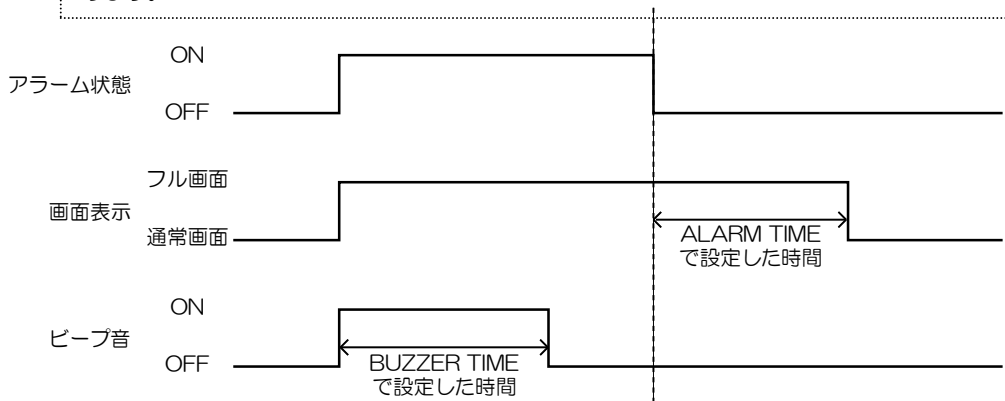 ON
アラーム状態
OFF
フル画面
画面表示
通常画面
ALARM TIME
で設定した時間
ON
ビープ音
OFF
BUZZER TIME
で設定した時間